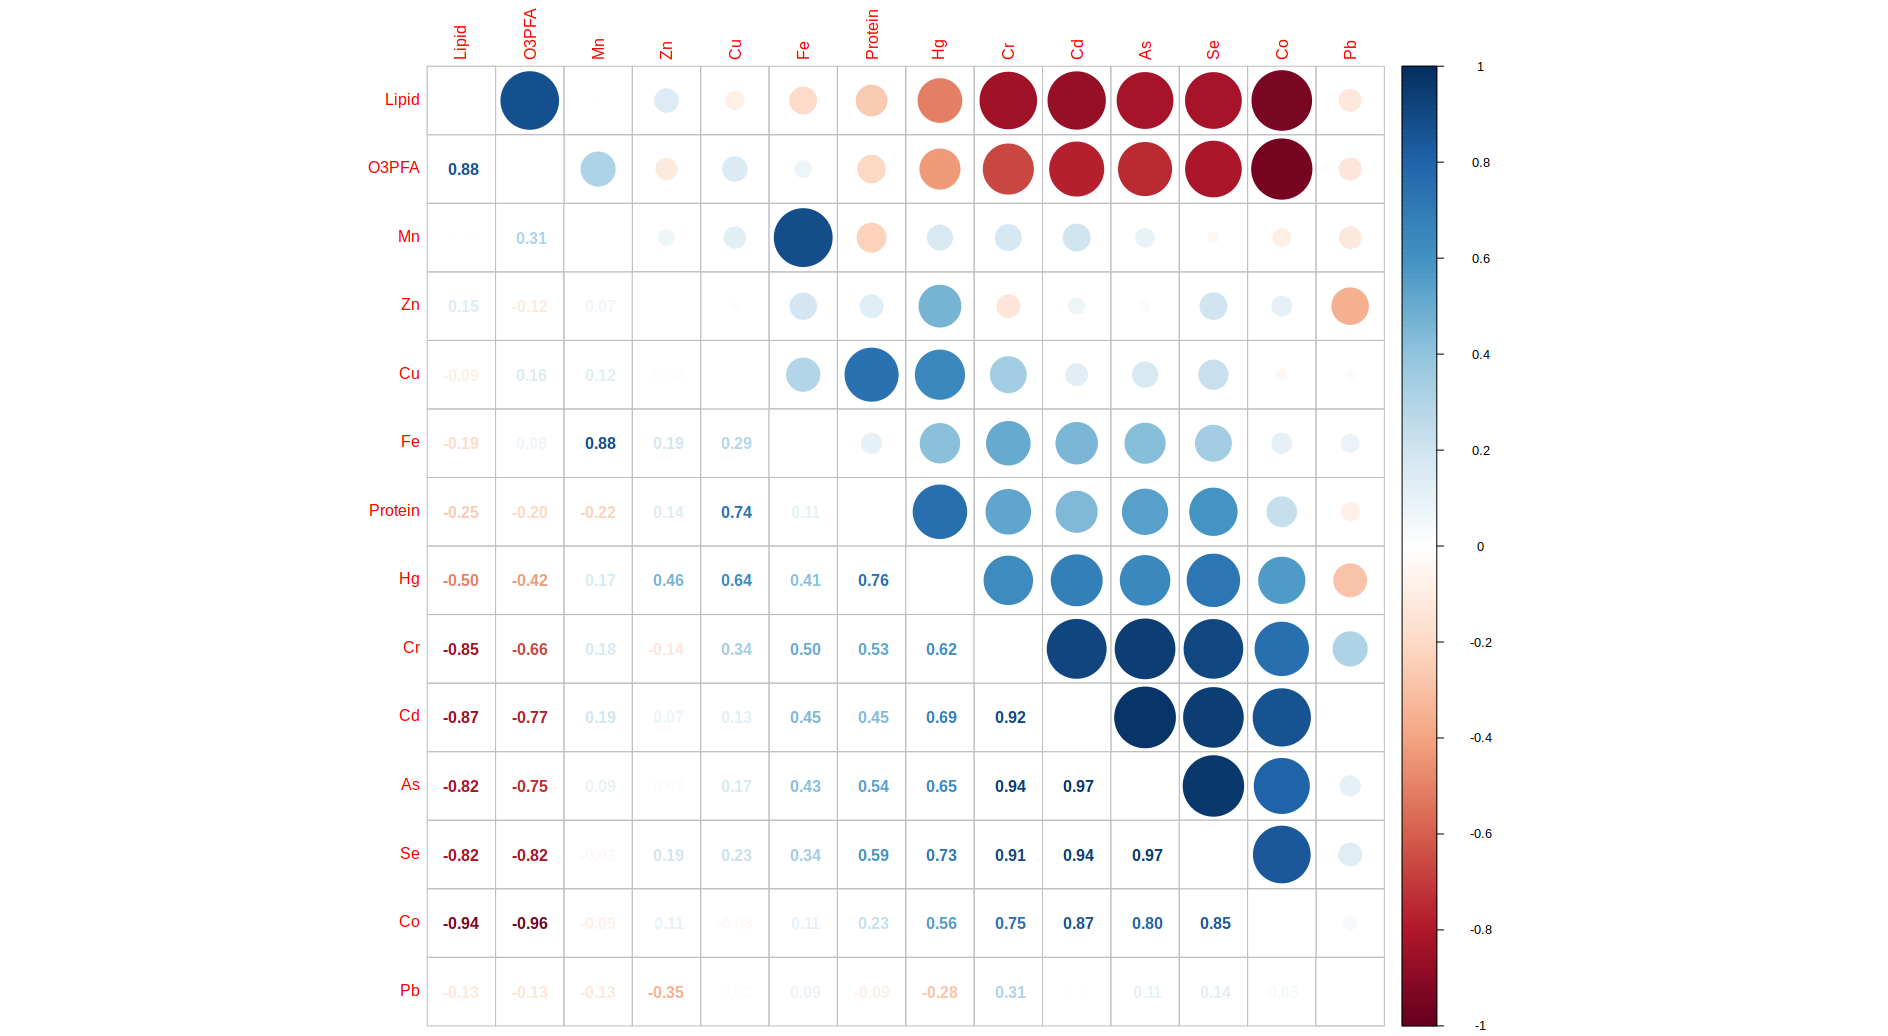 Lipid O3PFA Mn Zn Cu Fe Protein Hg Cr Cd As Se Co Pb
Lipid 1
O3PFA 0.88 0.8
Mn 0.31 0.6
Zn 0.15 -0.12 0.07 0.4
Cu -0.09 0.16 0.12
Fe -0.19 0.08 0.88 0.19 0.29 0.2
Protein -0.25 -0.20 -0.22 0.14 0.74 0.11 0
Hg -0.50 -0.42 0.17 0.46 0.64 0.41 0.76
Cr -0.85 -0.66 0.18 -0.14 0.34 0.50 0.53 0.62 -0.2
Cd -0.87 -0.77 0.19 0.07 0.13 0.45 0.45 0.69 0.92 -0.4
As -0.82 -0.75 0.09 0.17 0.43 0.54 0.65 0.94 0.97 -0.6
Se -0.82 -0.82 -0.03 0.19 0.23 0.34 0.59 0.73 0.91 0.94 0.97
Co -0.94 -0.96 -0.09 0.11 -0.03 0.11 0.23 0.56 0.75 0.87 0.80 0.85 -0.8
Pb -0.13 -0.13 -0.13 -0.35 0.09 -0.09 -0.28 0.31 0.11 0.14 0.05 -1